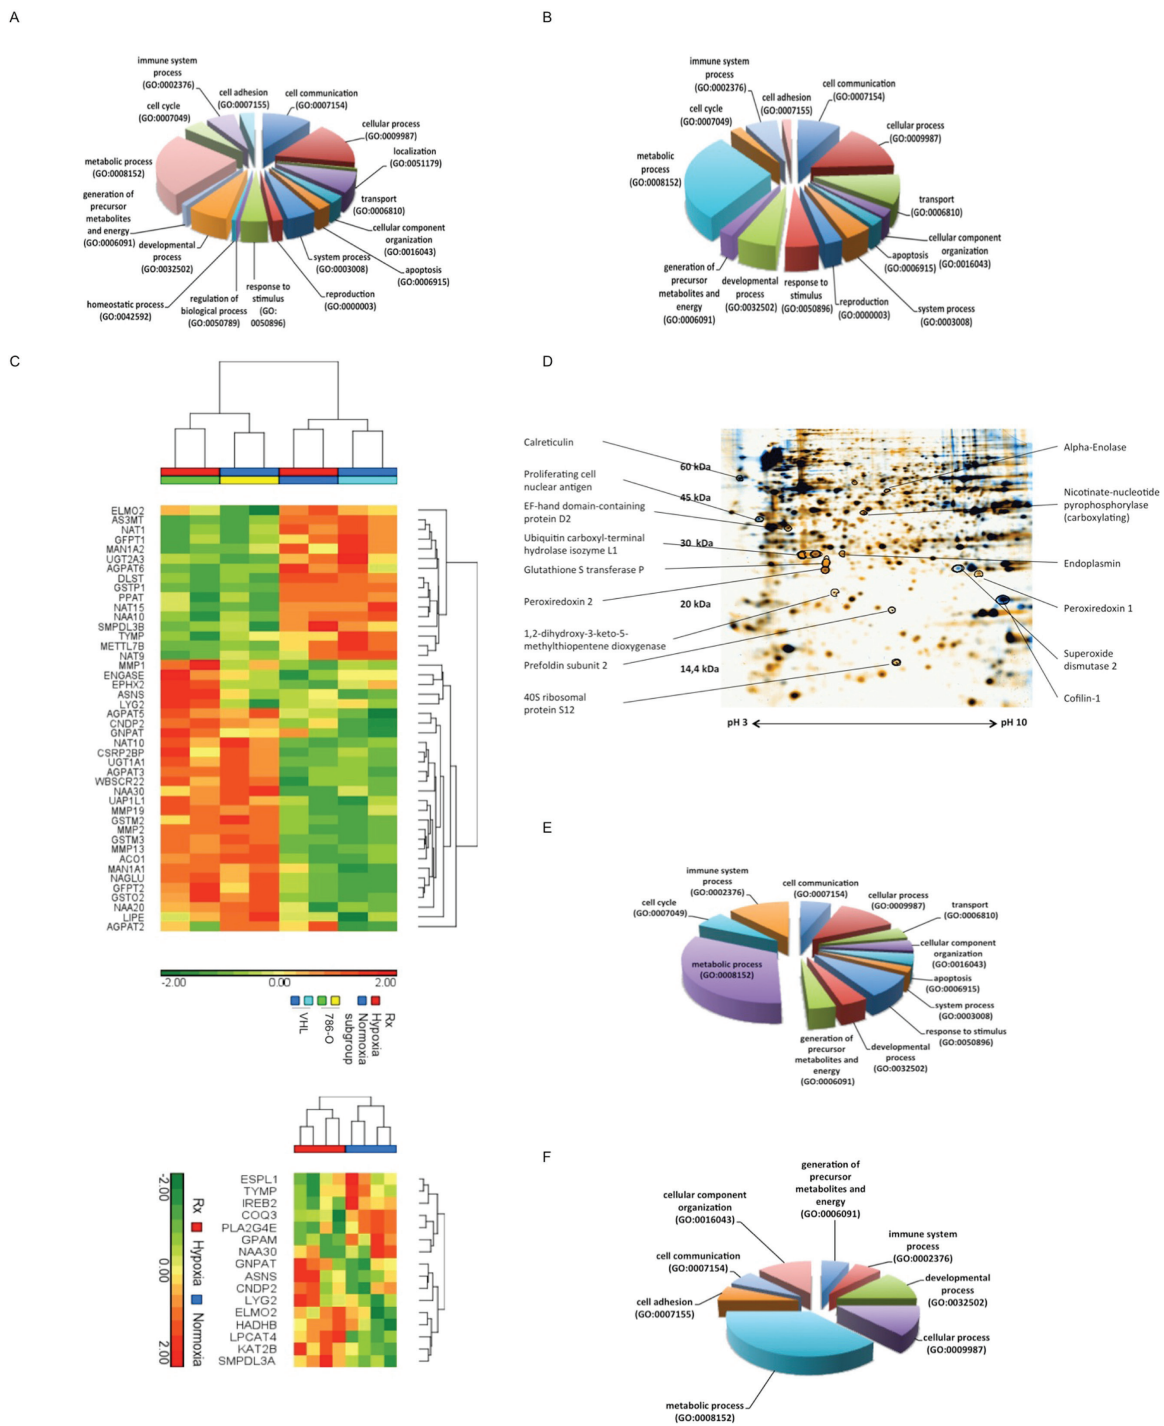 A
immune system
process
(GO:0002376)
cell adhesion
(GO:0007155)
cell communication
(GO:0007154)
cell cycle
(GO:0007049)
cellular process
(GO:0009987)
localization
(GO:0051179)
metabolic process
(GO:0008152)
transport
(GO:0006810)
generation of
precursor
metabolites
and energy
(GO:0006091)
cellular component
organization
(GO:0016043)
developmental
process
(GO:0032502)
system process
(GO:0003008)
apoptosis
(GO:0006915)
homeostatic process
(GO:0042592)
regulation of
biological process
(GO:0050789)
response to
stimulus
(GO:
0050896)
reproduction
(GO:0000003)
B
immune system
process
(GO:0002376)
cell adhesion
(GO:0007155)
cell communication
(GO:0007154)
cell cycle
(GO:0007049)
cellular process
(GO:0009987)
metabolic
process
(GO:0008152)
transport
(GO:0006810)
cellular component
organization
(GO:0016043)
apoptosis
(GO:0006915)
generation of
precursor
metabolites and
energy
(GO:0006091)
developmental
process
(GO:0032502)
response to
stimulus
(GO:0050896)
reproduction
(GO:0000003)
system process
(GO:0003008)
C
ELMO2
AS3MT
NAT1
GFPT1
MAN1A2
UGT2A3
AGPAT6
DLST
GSTP1
PPAT
NAT15
NAA10
SMPDL3B
TYMP
METTL7B
NAT9
MMP1
ENGASE
EPHX2
ASNS
LYG2
AGPAT5
CNDP2
GNPAT
NAT10
CSRP2BP
UGT1A1
AGPAT3
WBSCR22
NAA30
UAP1L1
MMP19
GSTM2
MMP2
GSTM3
MMP13
ACO1
MAN1A1
NAGLU
GFPT2
GSTO2
NAA20
LIPE
AGPAT2
-2.00
0.00
2.00
Rx
Hypoxia
Normoxia
subgroup
786-O
VHL
ESPL1
TYMP
IREB2
COQ3
PLA2G4E
GPAM
NAA30
GNPAT
ASNS
CNDP2
LYG2
ELMO2
HADHB
LPCAT4
KAT2B
SMPDL3A
-2.00
0.00
2.00
Rx
Hypoxia
Normoxia
D
Calreticulin
Proliferating cell
nuclear antigen
EF-hand domain-containing
protein D2
Ubiquitin carboxyl-terminal
hydrolase isozyme L1
Glutathione S transferase P
Peroxiredoxin 2
1,2-dihydroxy-3-keto-5-
methylthiopentene dioxygenase
Prefoldin subunit 2
40S ribosomal
protein S12
60 kDa
45 kDa
30 kDa
20 kDa
14,4 kDa
pH 3
pH 10
Alpha-Enolase
Nicotinate-nucleotide
pyrophosphorylase
(carboxylating)
Endoplasmin
Peroxiredoxin 1
Superoxide
dismutase 2
Cofilin-1
E
immune system
process
(GO:0002376)
cell communication
(GO:0007154)
cell cycle
(GO:0007049)
cellular process
(GO:0009987)
transport
(GO:0006810)
cellular component
organization
(GO:0016043)
metabolic process
(GO:0008152)
apoptosis
(GO:0006915)
system process
(GO:0003008)
response to stimulus
(GO:0050896)
developmental
process
(GO:0032502)
generation of
precursor
metabolites and
energy
(GO:0006091)
F
generation of
precursor
metabolites and
energy
(GO:0006091)
cellular component
organization
(GO:0016043)
immune system
process
(GO:0002376)
cell communication
(GO:0007154)
developmental
process
(GO:0032502)
cell adhesion
(GO:0007155)
cellular process
(GO:0009987)
metabolic process
(GO:0008152)